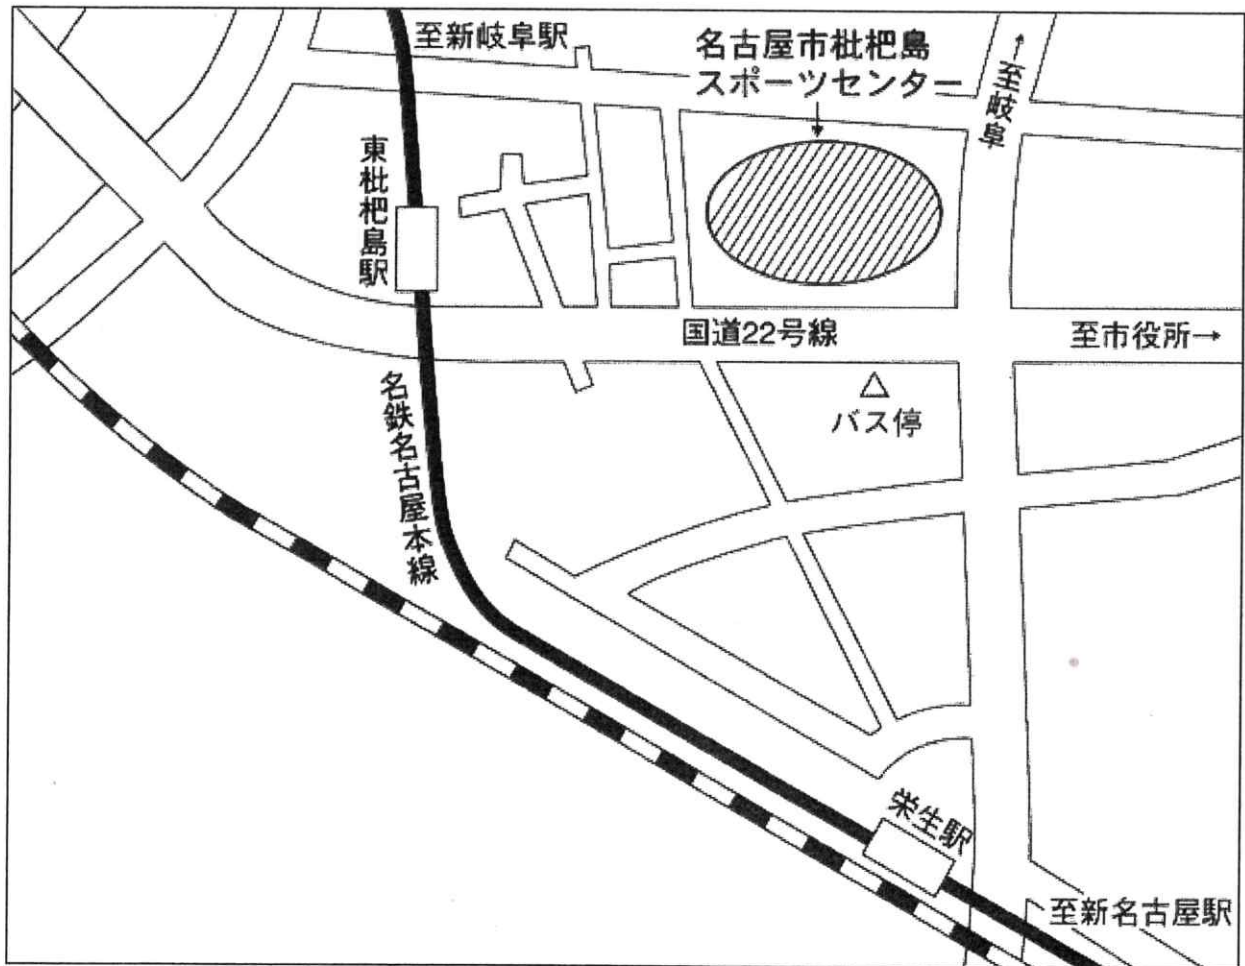 至新岐阜駅
名古屋市枇杷島
スポーツセンター
↑至岐阜
東枇杷島駅
国道22号線
至市役所→
バス停
名鉄名古屋本線
栄生駅
至新名古屋駅